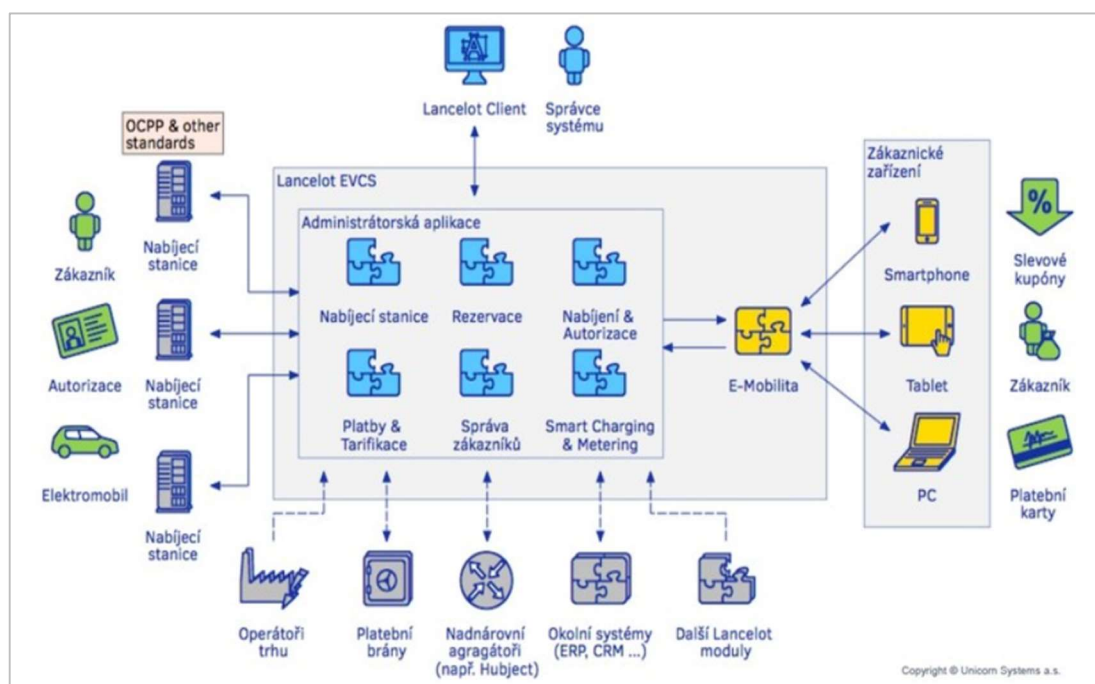 Lancelot Client
Správce
systému
OCPP & other
standards
Nabíjecí
stanice
Zákazník
Nabíjecí
stanice
Autorizace
Elektromobil
Nabíjecí
stanice
Lancelot EVCS
Administrátorská aplikace
Nabíjecí stanice
Rezervace
Nabíjení &
Autorizace
Platby &
Tarifikace
Správa
zákazníků
Smart Charging
& Metering
E-Mobilita
Zákaznické
zařízení
Smartphone
Tablet
PC
%
Slevové
kupóny
Zákazník
Platební
karty
Operátoři
trhu
Platební
brány
Nadnárovní
agragátoři
(např. Hubject)
Okolní systémy
(ERP, CRM ...)
Další Lancelot
moduly
Copyright © Unicorn Systems a.s.